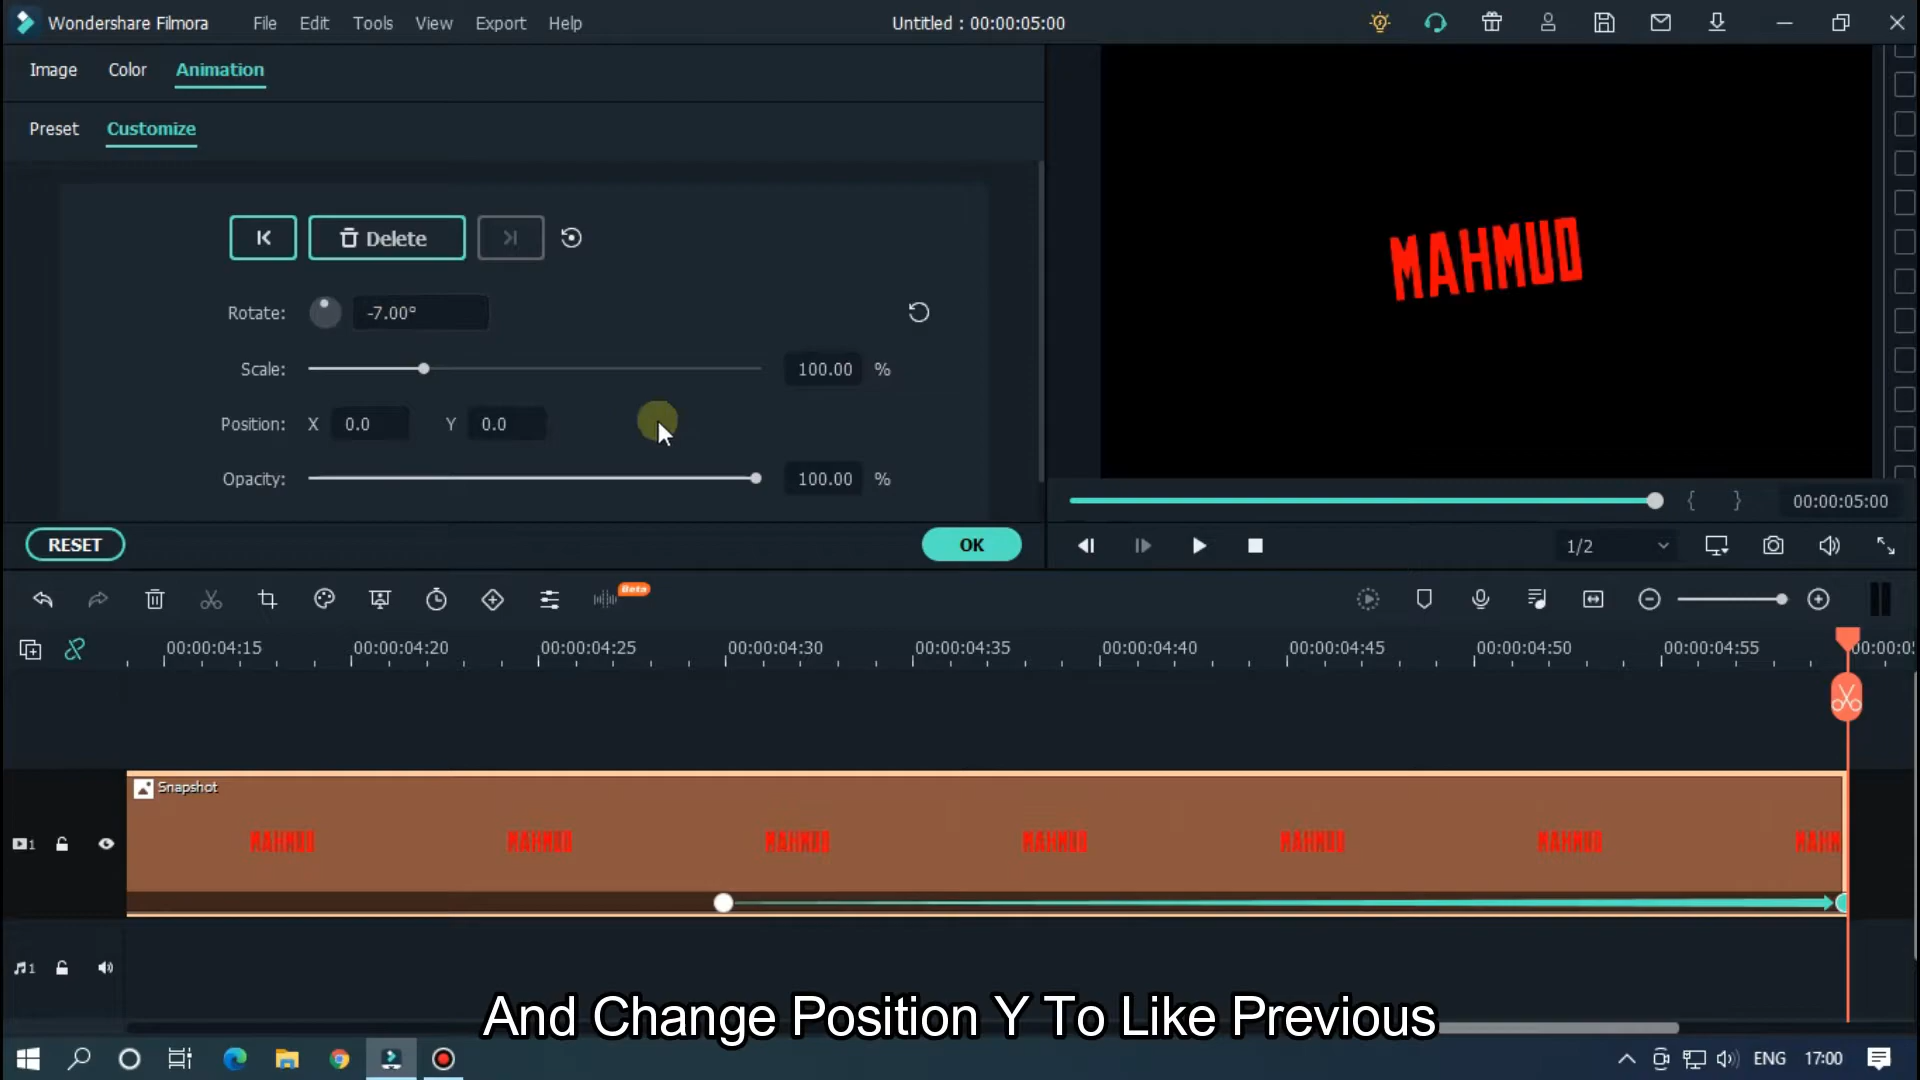 Wondershare Filmora File Edit Tools View Export Help Untitled : 00:00:05:00
Image Color Animation
Preset Customize
Delete
Rotate: -7.00°
Scale: 100.00 %
Position: X 0.0 Y 0.0
Opacity: 100.00 %
RESET OK
MAHMUD
{ } 00:00:05:00
1/2
Beta
00:00:04:15 00:00:04:20 00:00:04:25 00:00:04:30 00:00:04:35 00:00:04:40 00:00:04:45 00:00:04:50 00:00:04:55 00:00:0
Snapshot
1 MAHMUD MAHMUD MAHMUD MAHMUD MAHMUD MAHMUD MAHM
1
And Change Position Y To Like Previous
ENG 17:00